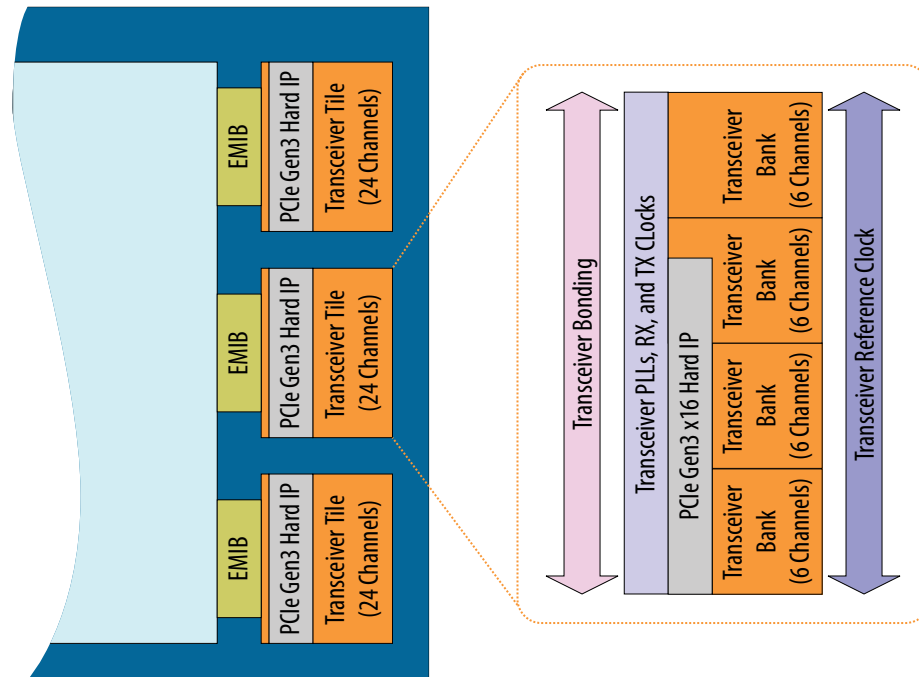 EMIB
PCIe Gen3 Hard IP
Transceiver Tile
(24 Channels)
EMIB
PCIe Gen3 Hard IP
Transceiver Tile
(24 Channels)
EMIB
PCIe Gen3 Hard IP
Transceiver Tile
(24 Channels)
Transceiver Bonding
Transceiver PLLs, RX, and TX CLocks
PCIe Gen3 x16 Hard IP
Transceiver
Bank
(6 Channels)
Transceiver
Bank
(6 Channels)
Transceiver
Bank
(6 Channels)
Transceiver
Bank
(6 Channels)
Transceiver Reference Clock